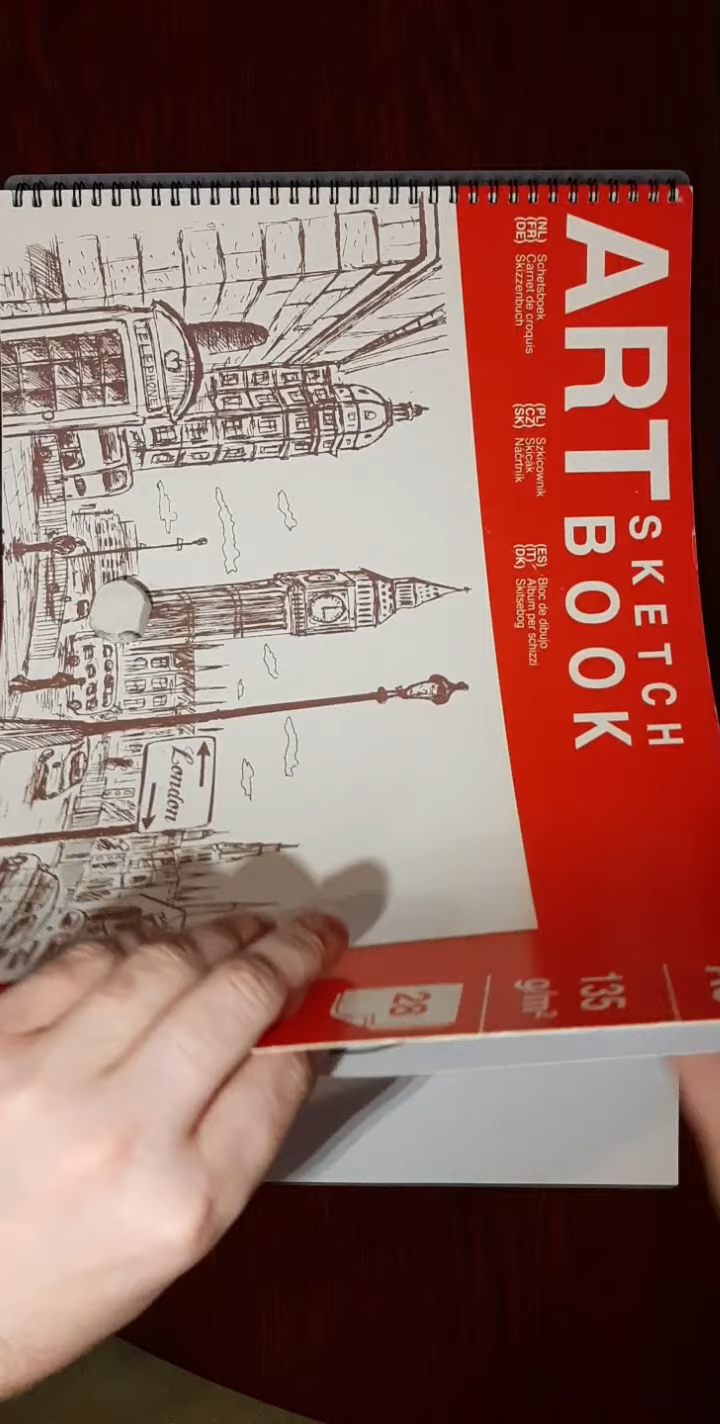 ART
SKETCH
BOOK
(NL) Schetsboek
(FR) Carnet de croquis
(DE) Skizzenbuch
(PL) Szkicownik
(CZ) Skicák
(SK) Náčrtník
(ES) Bloc de dibujo
(IT) Album per schizzi
(DK) Skitsebog
135
g/m²
28
TELEPHONE
London